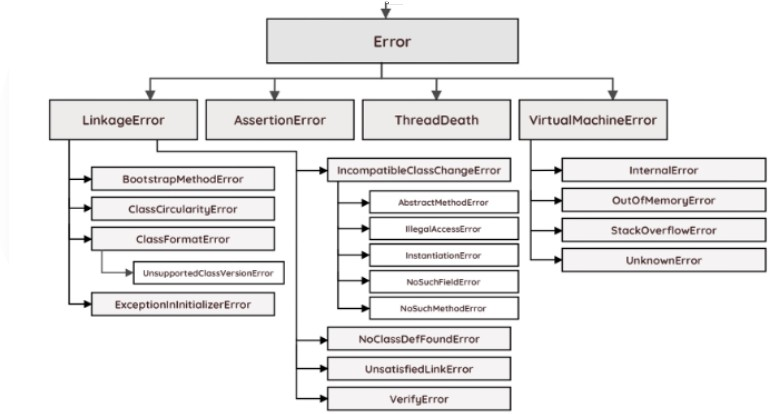 Error
LinkageError
AssertionError
ThreadDeath
VirtualMachineError
BootstrapMethodError
ClassCircularityError
ClassFormatError
UnsupportedClassVersionError
ExceptionInInitializerError
IncompatibleClassChangeError
AbstractMethodError
IllegalAccessError
InstantiationError
NoSuchFieldError
NoSuchMethodError
NoClassDefFoundError
UnsatisfiedLinkError
VerifyError
InternalError
OutOfMemoryError
StackOverflowError
UnknownError